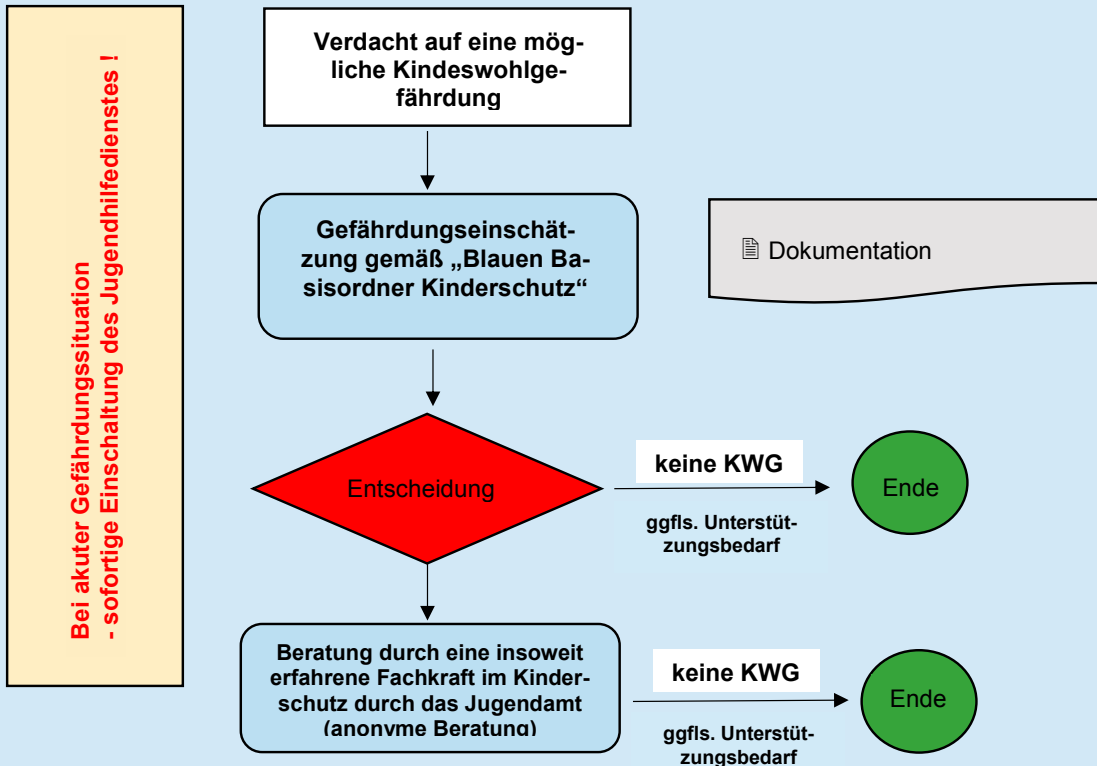 Bei akuter Gefährdungssituation
- sofortige Einschaltung des Jugendhilfedienstes !
Verdacht auf eine mög-
liche Kindeswohlge-
fährdung
Gefährdungseinschät-
zung gemäß „Blauen Ba-
sisordner Kinderschutz“
Dokumentation
Entscheidung
keine KWG
ggfls. Unterstüt-
zungsbedarf
Ende
Beratung durch eine insoweit
erfahrene Fachkraft im Kinder-
schutz durch das Jugendamt
(anonyme Beratung)
keine KWG
ggfls. Unterstüt-
zungsbedarf
Ende